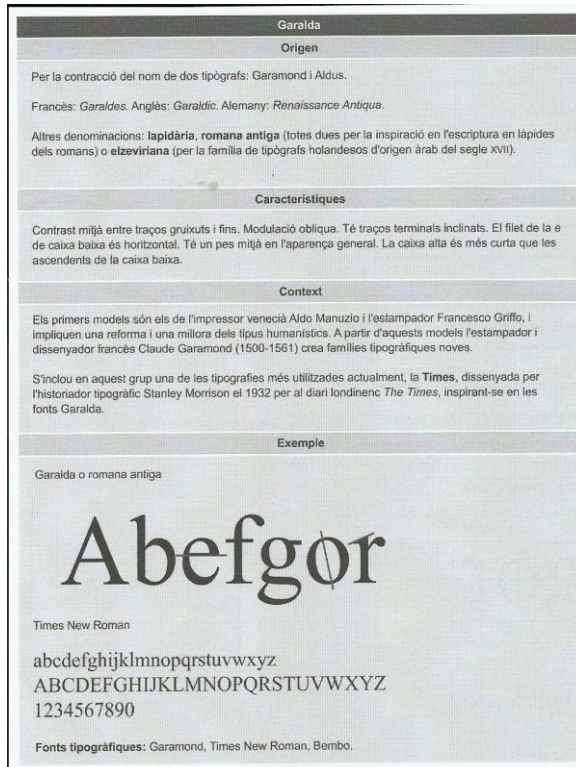 Garalda
Origen
Per la contracció del nom de dos tipògrafs: Garamond i Aldus.
Francès: Garaldes. Anglès: Garaldic. Alemany: Renaissance Antiqua.
Altres denominacions: lapidària, romana antiga (totes dues per la inspiració en l'escriptura en làpides
dels romans) o elzeviriana (per la família de tipògrafs holandesos d'origen àrab del segle XVII).
Característiques
Contrast mitjà entre traços gruixuts i fins. Modulació obliqua. Té traços terminals inclinats. El filet de la e
de caixa baixa és horitzontal. Té un pes mitjà en l'aparença general. La caixa alta és més curta que les
ascendents de la caixa baixa.
Context
Els primers models són els de l'impressor venecià Aldo Manuzio i l'estampador Francesco Griffo, i
impliquen una reforma i una millora dels tipus humanístics. A partir d'aquests models l'estampador i
dissenyador francès Claude Garamond (1500-1561) crea famílies tipogràfiques noves.
S'inclou en aquest grup una de les tipografies més utilitzades actualment, la Times, dissenyada per
l'historiador tipogràfic Stanley Morrison el 1932 per al diari londinenc The Times, inspirant-se en les
fonts Garalda.
Exemple
Garalda o romana antiga
Abefgor
Times New Roman
abcdefghijklmnopqrstuvwxyz
ABCDEFGHIJKLMNOPQRSTUVWXYZ
1234567890
Fonts tipogràfiques: Garamond, Times New Roman, Bembo.